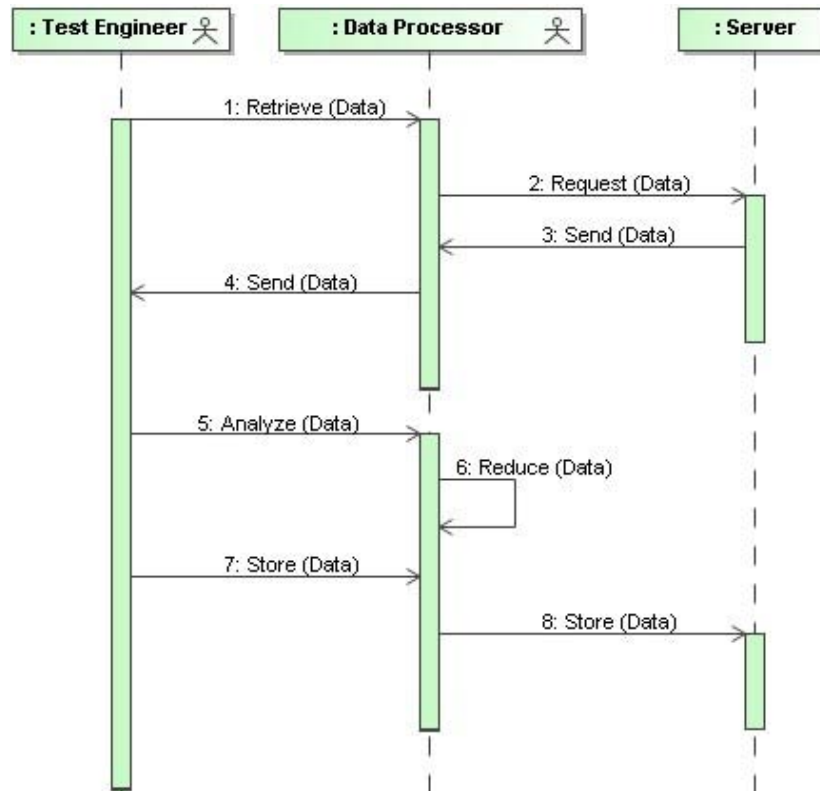 : Test Engineer
: Data Processor
: Server
1: Retrieve (Data)
2: Request (Data)
3: Send (Data)
4: Send (Data)
5: Analyze (Data)
6: Reduce (Data)
7: Store (Data)
8: Store (Data)